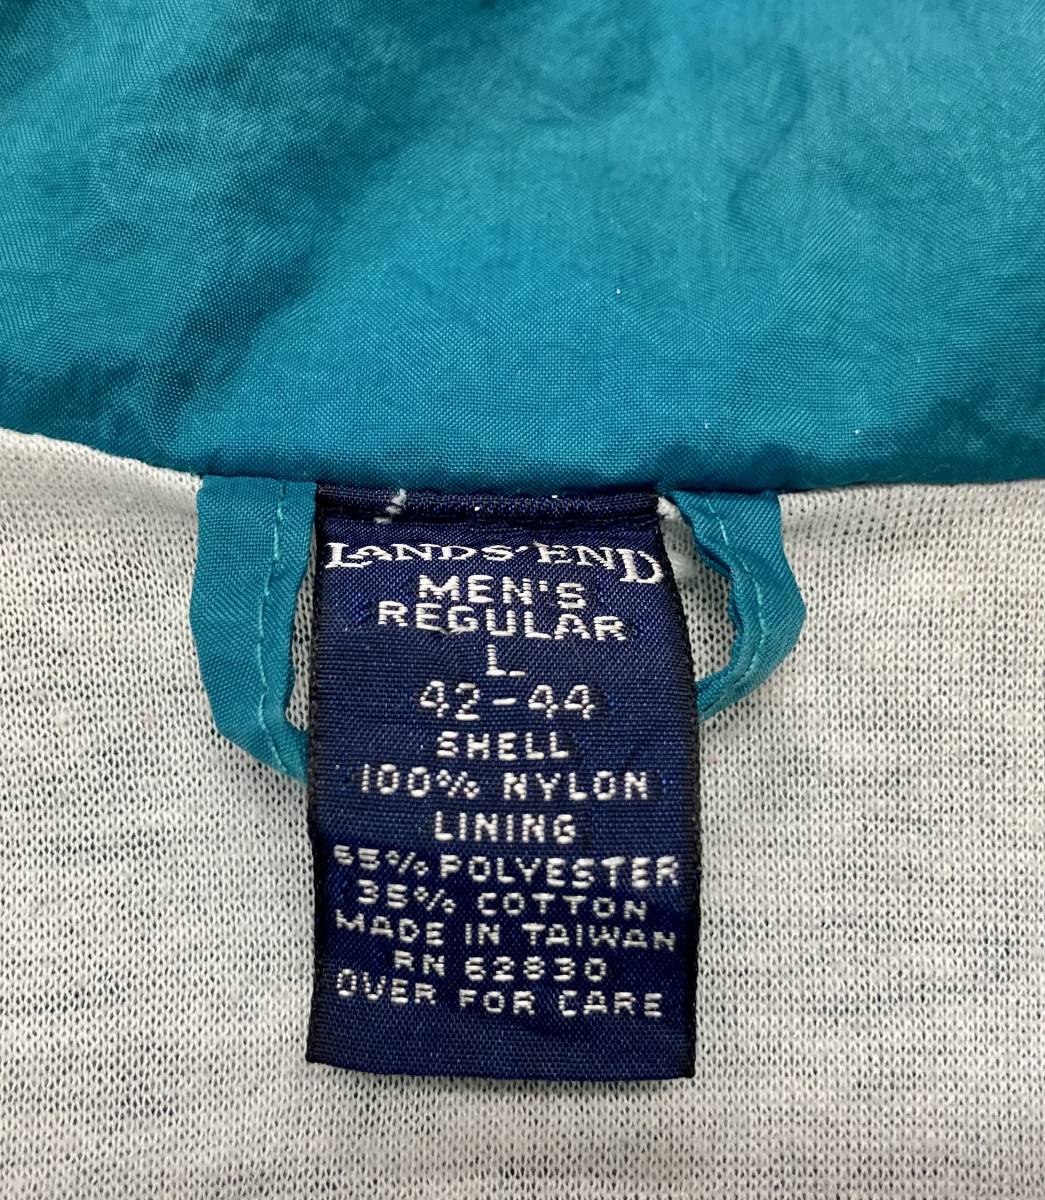 LANDS' END
MEN'S
REGULAR
L
42-44
SHELL
100% NYLON
LINING
65% POLYESTER
35% COTTON
MADE IN TAIWAN
RN 62830
OVER FOR CARE